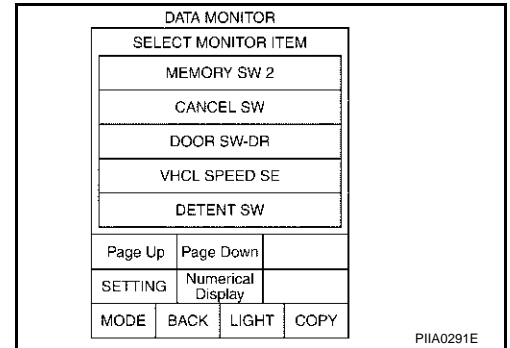 DATA MONITOR
SELECT MONITOR ITEM
MEMORY SW 2
CANCEL SW
DOOR SW-DR
VHCL SPEED SE
DETENT SW
Page Up Page Down
SETTING Numerical Display
MODE BACK LIGHT COPY
PIIA0291E